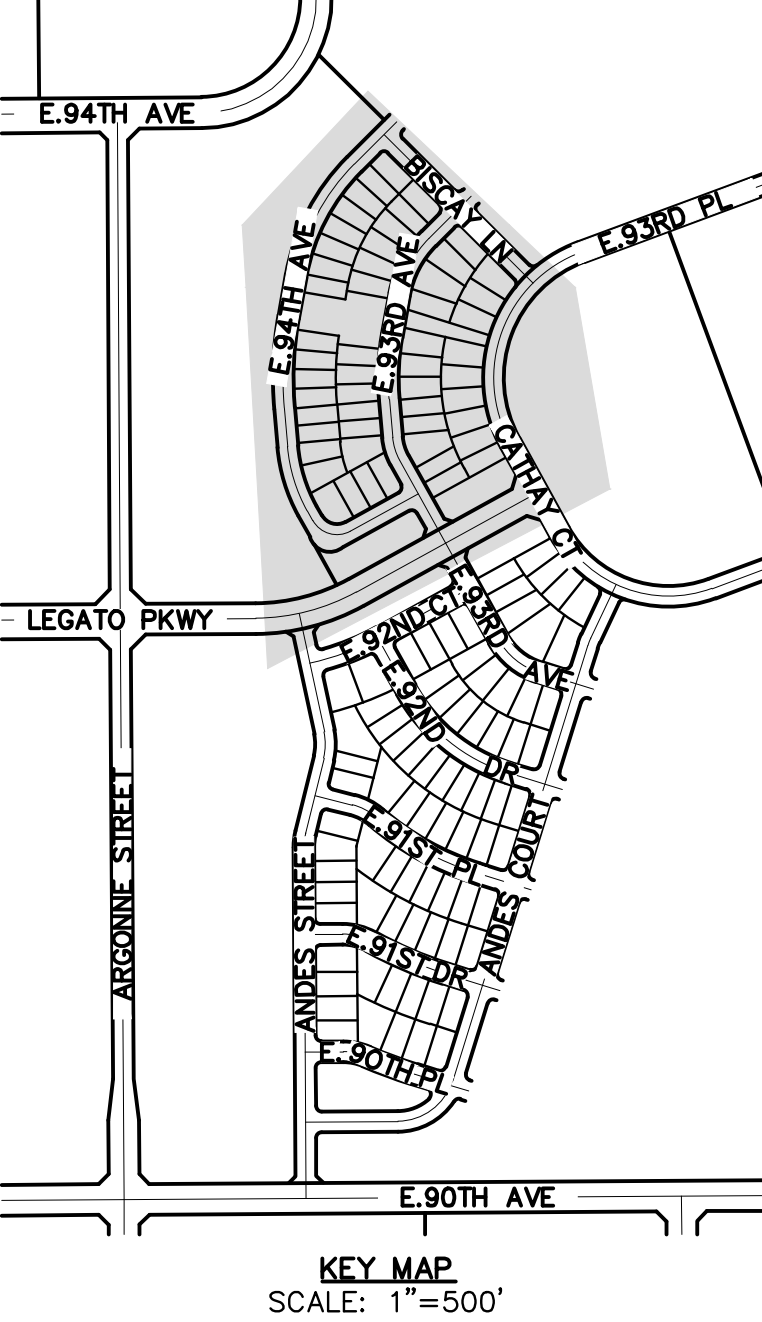 E.94TH AVE
BISCAY LN
E.93RD PL
E.94TH AVE
E.93RD AVE
CATHAY CT
LEGATO PKWY
E.92ND CT
E.93RD AVE
E.92ND DR
E.91ST PL
ANDES COURT
ARGONNE STREET
ANDES STREET
E.91ST DR
E. 90TH PL
E.90TH AVE
KEY MAP
SCALE: 1"=500'